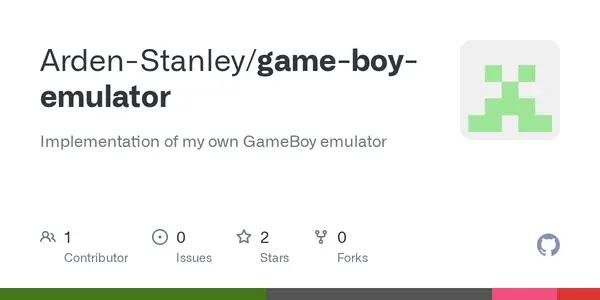 Arden-Stanley/game-boy-
emulator
Implementation of my own GameBoy emulator
1 0 2 0
Contributor Issues Stars Forks